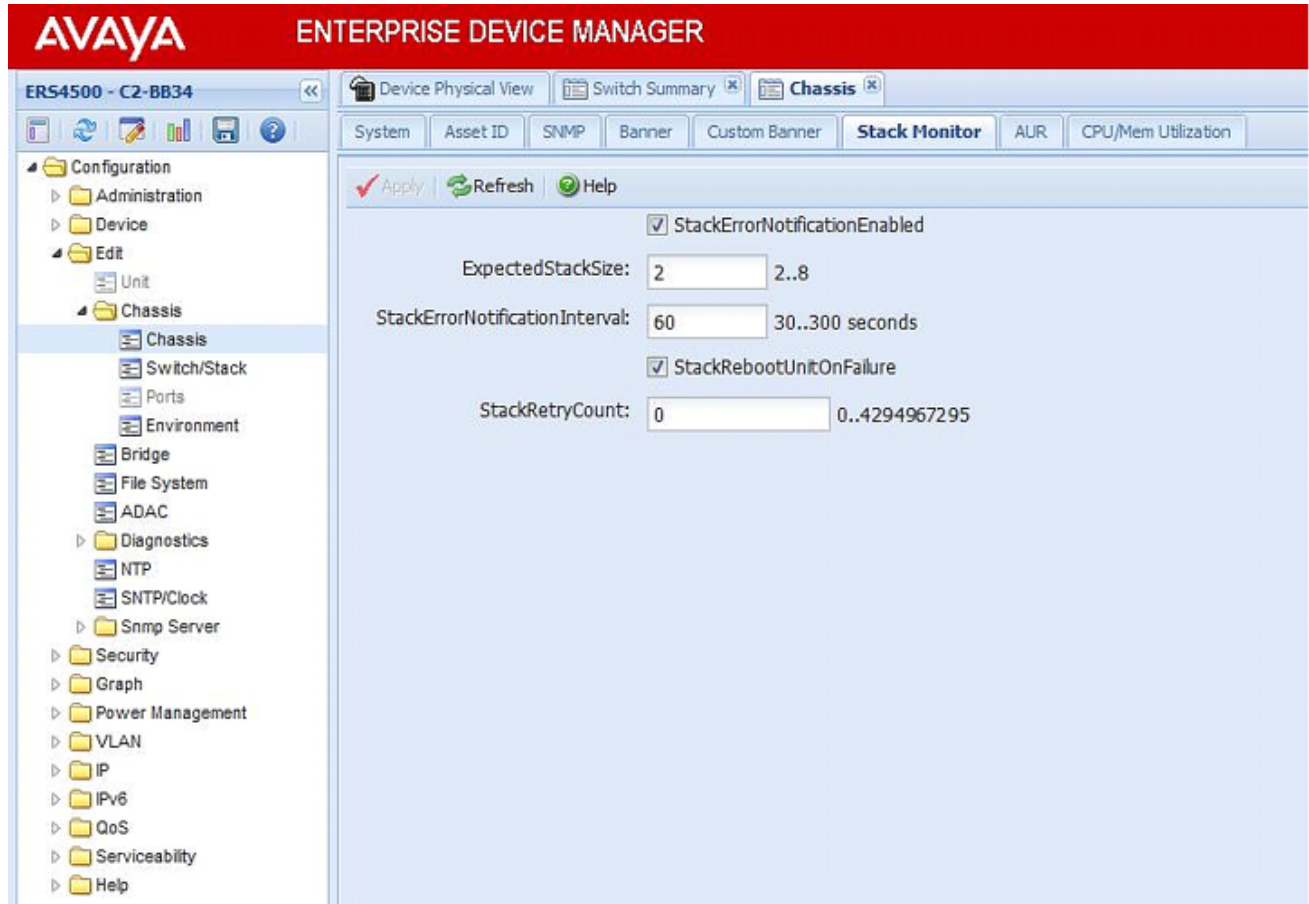 AVAYA ENTERPRISE DEVICE MANAGER
ERS4500 - C2-BB34
Configuration
Administration
Device
Edit
Unit
Chassis
Chassis
Switch/Stack
Ports
Environment
Bridge
File System
ADAC
Diagnostics
NTP
SNTP/Clock
Snmp Server
Security
Graph
Power Management
VLAN
IP
IPv6
QoS
Serviceability
Help
Device Physical View Switch Summary Chassis
System Asset ID SNMP Banner Custom Banner Stack Monitor AUR CPU/Mem Utilization
Apply Refresh Help
StackErrorNotificationEnabled
ExpectedStackSize: 2 2..8
StackErrorNotificationInterval: 60 30..300 seconds
StackRebootUnitOnFailure
StackRetryCount: 0 0..4294967295